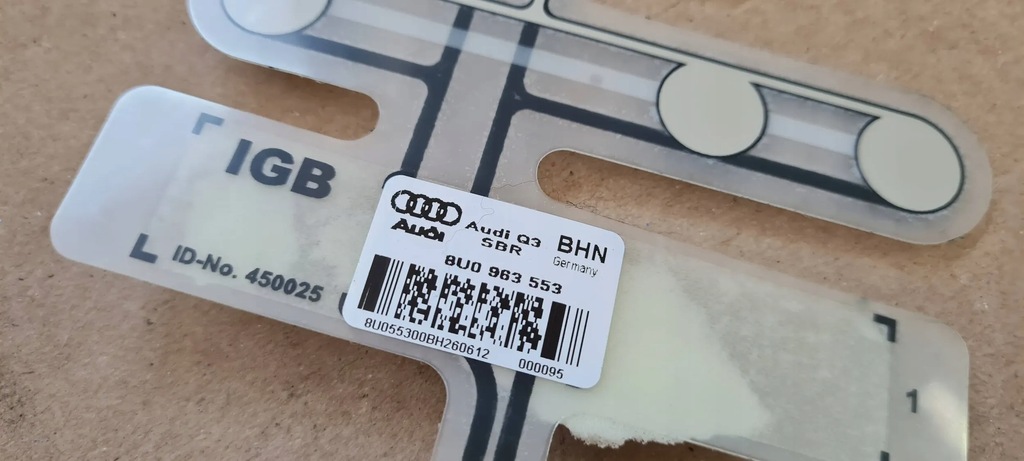 IGB
ID-No. 450025
Audi
Audi Q3 BHN
SBR Germany
8U0 963 553
8U055300BH260612 000095
1